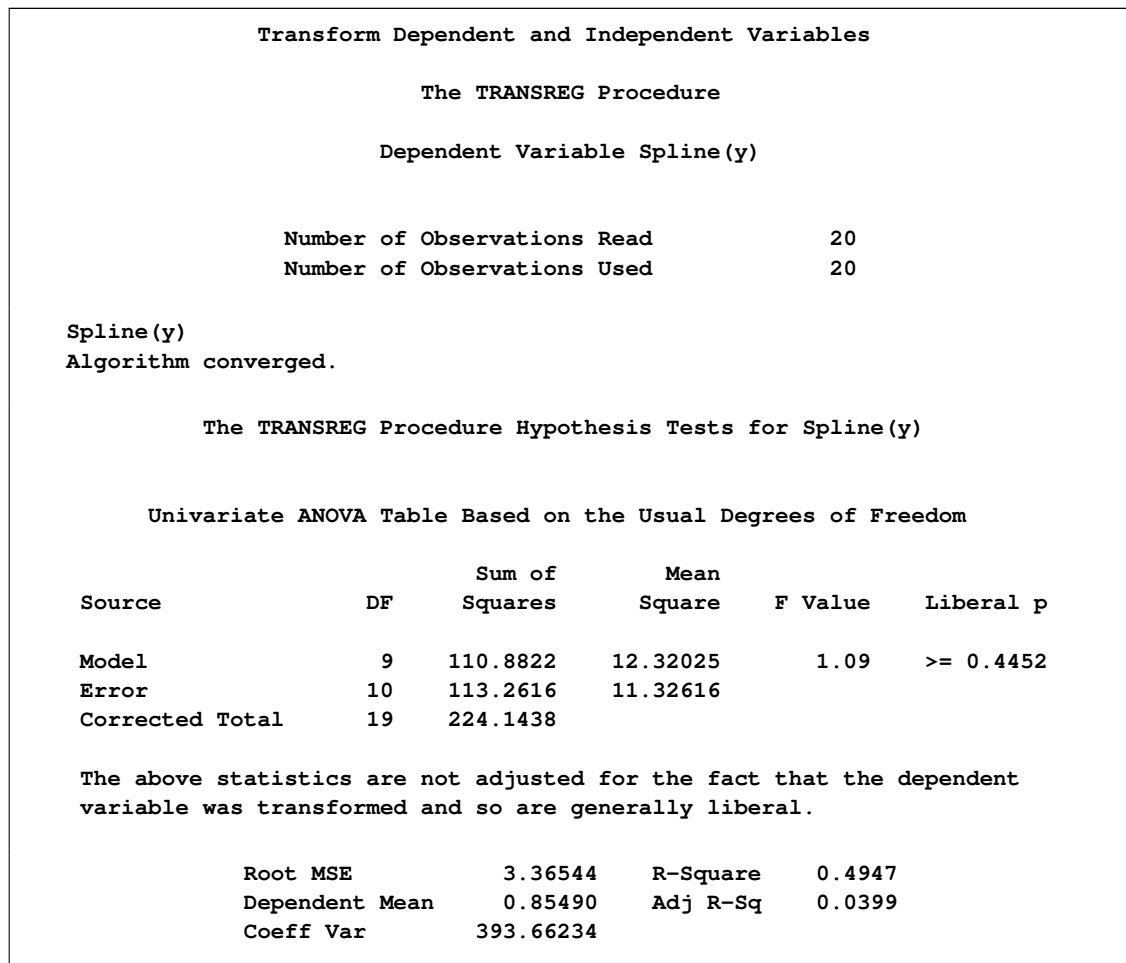 Transform Dependent and Independent Variables
The TRANSREG Procedure
Dependent Variable Spline(y)
Number of Observations Read 20
Number of Observations Used 20
Spline(y)
Algorithm converged.
The TRANSREG Procedure Hypothesis Tests for Spline(y)
Univariate ANOVA Table Based on the Usual Degrees of Freedom
Sum of Mean
Source DF Squares Square F Value Liberal p
Model 9 110.8822 12.32025 1.09 >= 0.4452
Error 10 113.2616 11.32616
Corrected Total 19 224.1438
The above statistics are not adjusted for the fact that the dependent
variable was transformed and so are generally liberal.
Root MSE 3.36544 R-Square 0.4947
Dependent Mean 0.85490 Adj R-Sq 0.0399
Coeff Var 393.66234